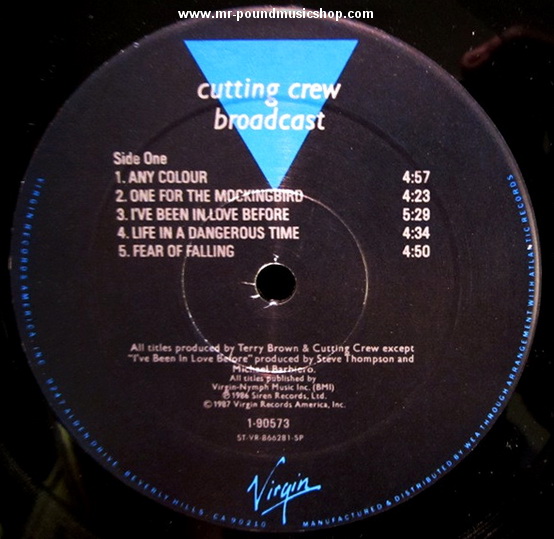 www.mr-poundmusicshop.com
cutting crew
broadcast
Side One
1. ANY COLOUR 4:57
2. ONE FOR THE MOCKINGBIRD 4:23
3. I'VE BEEN IN LOVE BEFORE 5:29
4. LIFE IN A DANGEROUS TIME 4:34
5. FEAR OF FALLING 4:50
All titles produced by Terry Brown & Cutting Crew except
"I've Been In Love Before" produced by Steve Thompson and
Michael Barbiero.
All titles published by
Virgin-Nymph Music Inc. (BMI)
℗ 1986 Siren Records, Ltd.
© 1987 Virgin Records America, Inc.
1-90573
ST-VR-866281-SP
Virgin
VIRGIN RECORDS AMERICA, INC. 9247 ALDEN DRIVE, BEVERLY HILLS, CA 90210
MANUFACTURED & DISTRIBUTED BY WEA THROUGH ARRANGEMENT WITH ATLANTIC RECORDS